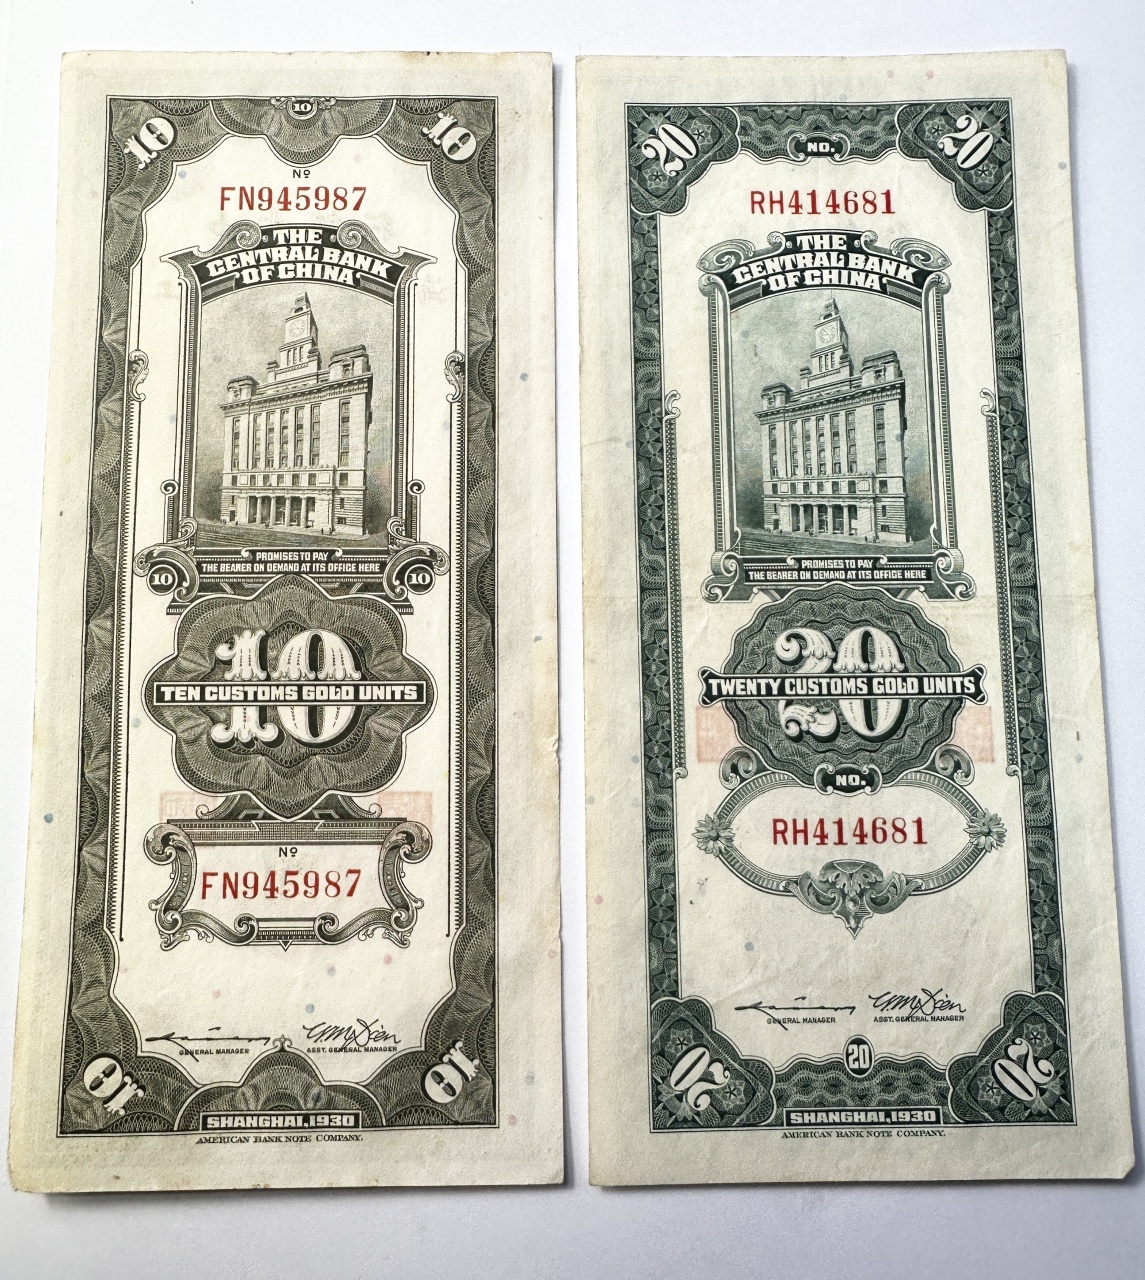 10
10
Nº
FN945987
10
THE
CENTRAL BANK
OF CHINA
PROMISES TO PAY
THE BEARER ON DEMAND AT ITS OFFICE HERE
10
10
10
TEN CUSTOMS GOLD UNITS
Nº
FN945987
GENERAL MANAGER
ASST. GENERAL MANAGER
10
10
SHANGHAI, 1930
AMERICAN BANK NOTE COMPANY.
20
20
NO.
RH414681
THE
CENTRAL BANK
OF CHINA
PROMISES TO PAY
THE BEARER ON DEMAND AT ITS OFFICE HERE
20
TWENTY CUSTOMS GOLD UNITS
NO.
RH414681
GENERAL MANAGER
ASST. GENERAL MANAGER
20
20
20
SHANGHAI, 1930
AMERICAN BANK NOTE COMPANY.